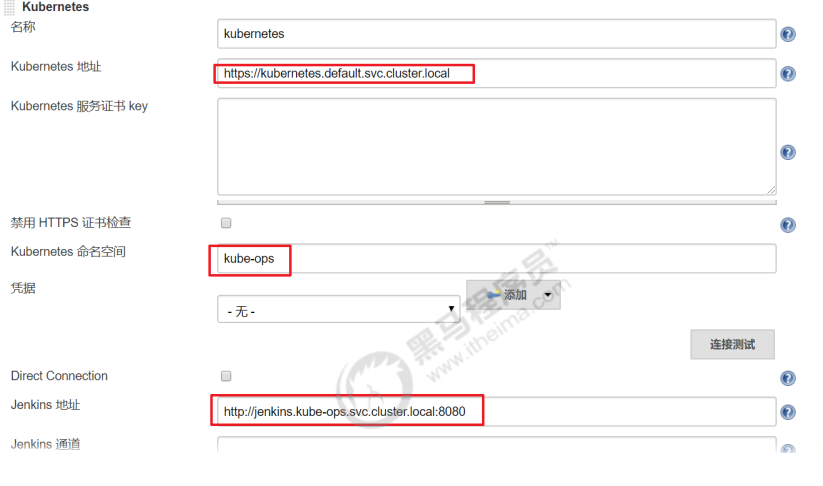 Kubernetes
名称
kubernetes
Kubernetes 地址
https://kubernetes.default.svc.cluster.local
Kubernetes 服务证书 key
禁用 HTTPS 证书检查
Kubernetes 命名空间
kube-ops
凭据
- 无 -
添加
连接测试
Direct Connection
Jenkins 地址
http://jenkins.kube-ops.svc.cluster.local:8080
Jenkins 通道
黑马程序员™
www.itheima.com